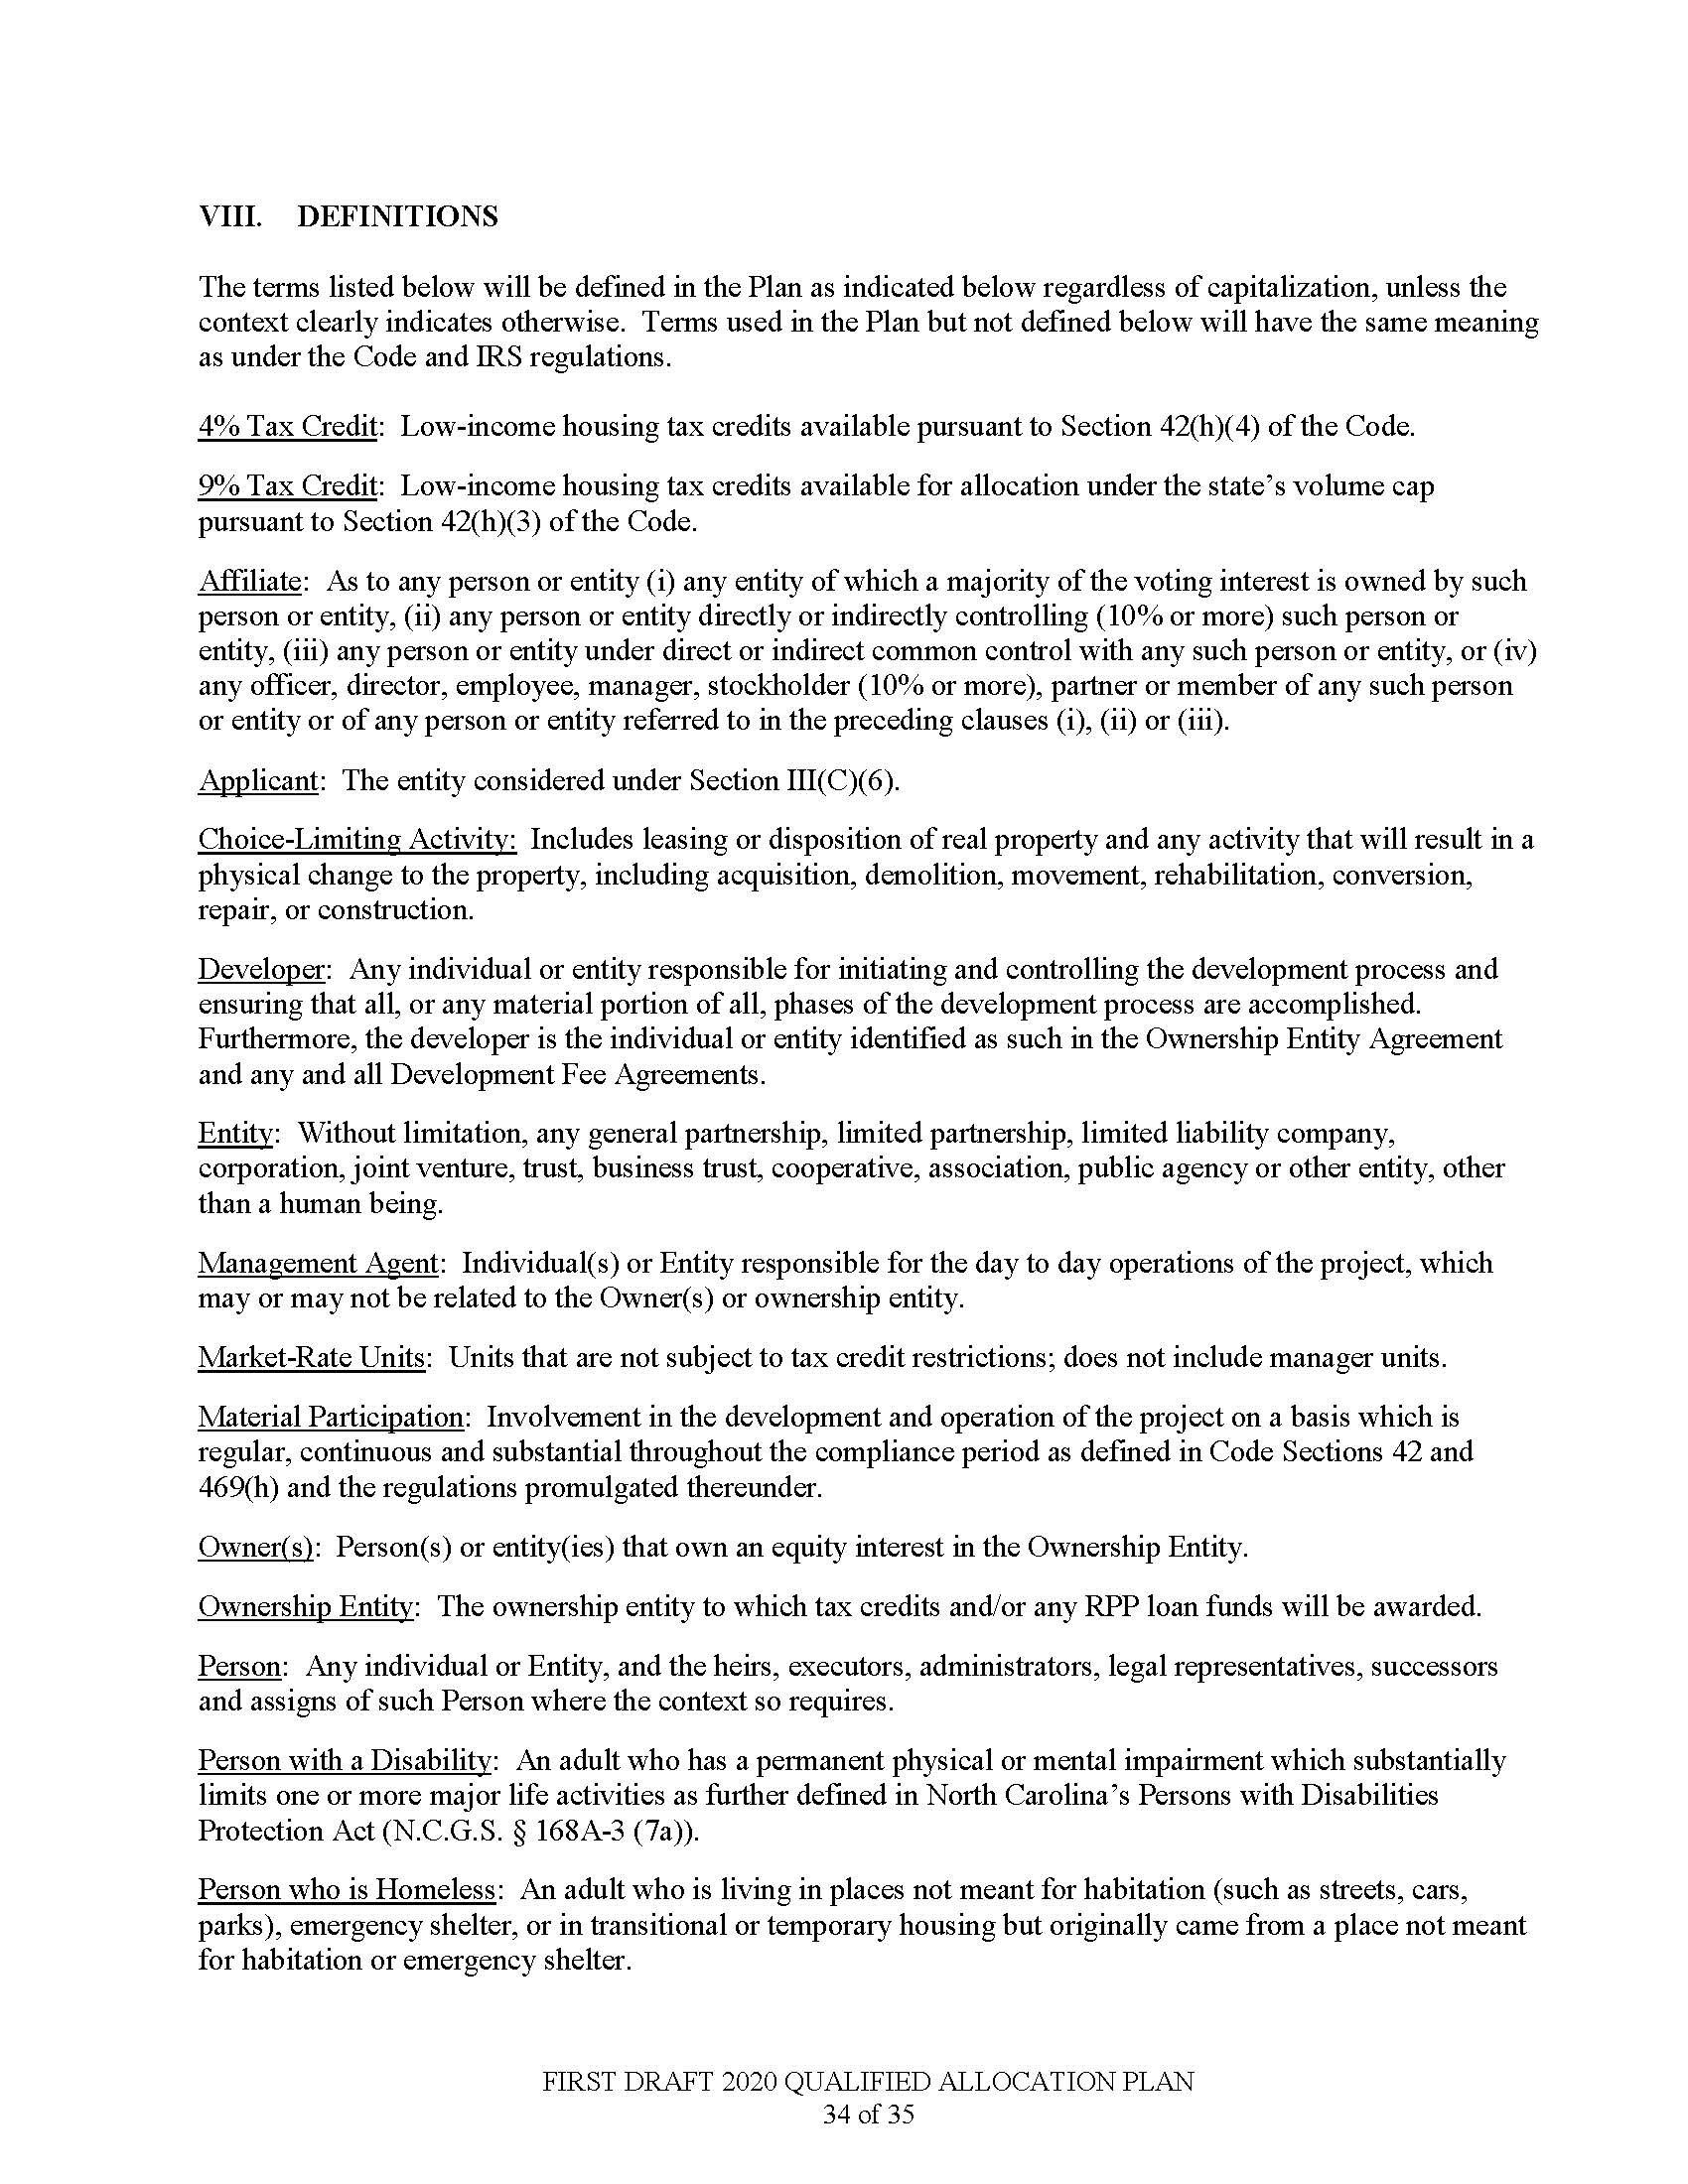 VIII. DEFINITIONS
The terms listed below will be defined in the Plan as indicated below regardless of capitalization, unless the
context clearly indicates otherwise. Terms used in the Plan but not defined below will have the same meaning
as under the Code and IRS regulations.
4% Tax Credit: Low-income housing tax credits available pursuant to Section 42(h)(4) of the Code.
9% Tax Credit: Low-income housing tax credits available for allocation under the state’s volume cap
pursuant to Section 42(h)(3) of the Code.
Affiliate: As to any person or entity (i) any entity of which a majority of the voting interest is owned by such
person or entity, (ii) any person or entity directly or indirectly controlling (10% or more) such person or
entity, (iii) any person or entity under direct or indirect common control with any such person or entity, or (iv)
any officer, director, employee, manager, stockholder (10% or more), partner or member of any such person
or entity or of any person or entity referred to in the preceding clauses (i), (ii) or (iii).
Applicant: The entity considered under Section III(C)(6).
Choice-Limiting Activity: Includes leasing or disposition of real property and any activity that will result in a
physical change to the property, including acquisition, demolition, movement, rehabilitation, conversion,
repair, or construction.
Developer: Any individual or entity responsible for initiating and controlling the development process and
ensuring that all, or any material portion of all, phases of the development process are accomplished.
Furthermore, the developer is the individual or entity identified as such in the Ownership Entity Agreement
and any and all Development Fee Agreements.
Entity: Without limitation, any general partnership, limited partnership, limited liability company,
corporation, joint venture, trust, business trust, cooperative, association, public agency or other entity, other
than a human being.
Management Agent: Individual(s) or Entity responsible for the day to day operations of the project, which
may or may not be related to the Owner(s) or ownership entity.
Market-Rate Units: Units that are not subject to tax credit restrictions; does not include manager units.
Material Participation: Involvement in the development and operation of the project on a basis which is
regular, continuous and substantial throughout the compliance period as defined in Code Sections 42 and
469(h) and the regulations promulgated thereunder.
Owner(s): Person(s) or entity(ies) that own an equity interest in the Ownership Entity.
Ownership Entity: The ownership entity to which tax credits and/or any RPP loan funds will be awarded.
Person: Any individual or Entity, and the heirs, executors, administrators, legal representatives, successors
and assigns of such Person where the context so requires.
Person with a Disability: An adult who has a permanent physical or mental impairment which substantially
limits one or more major life activities as further defined in North Carolina’s Persons with Disabilities
Protection Act (N.C.G.S. § 168A-3 (7a)).
Person who is Homeless: An adult who is living in places not meant for habitation (such as streets, cars,
parks), emergency shelter, or in transitional or temporary housing but originally came from a place not meant
for habitation or emergency shelter.
FIRST DRAFT 2020 QUALIFIED ALLOCATION PLAN
34 of 35